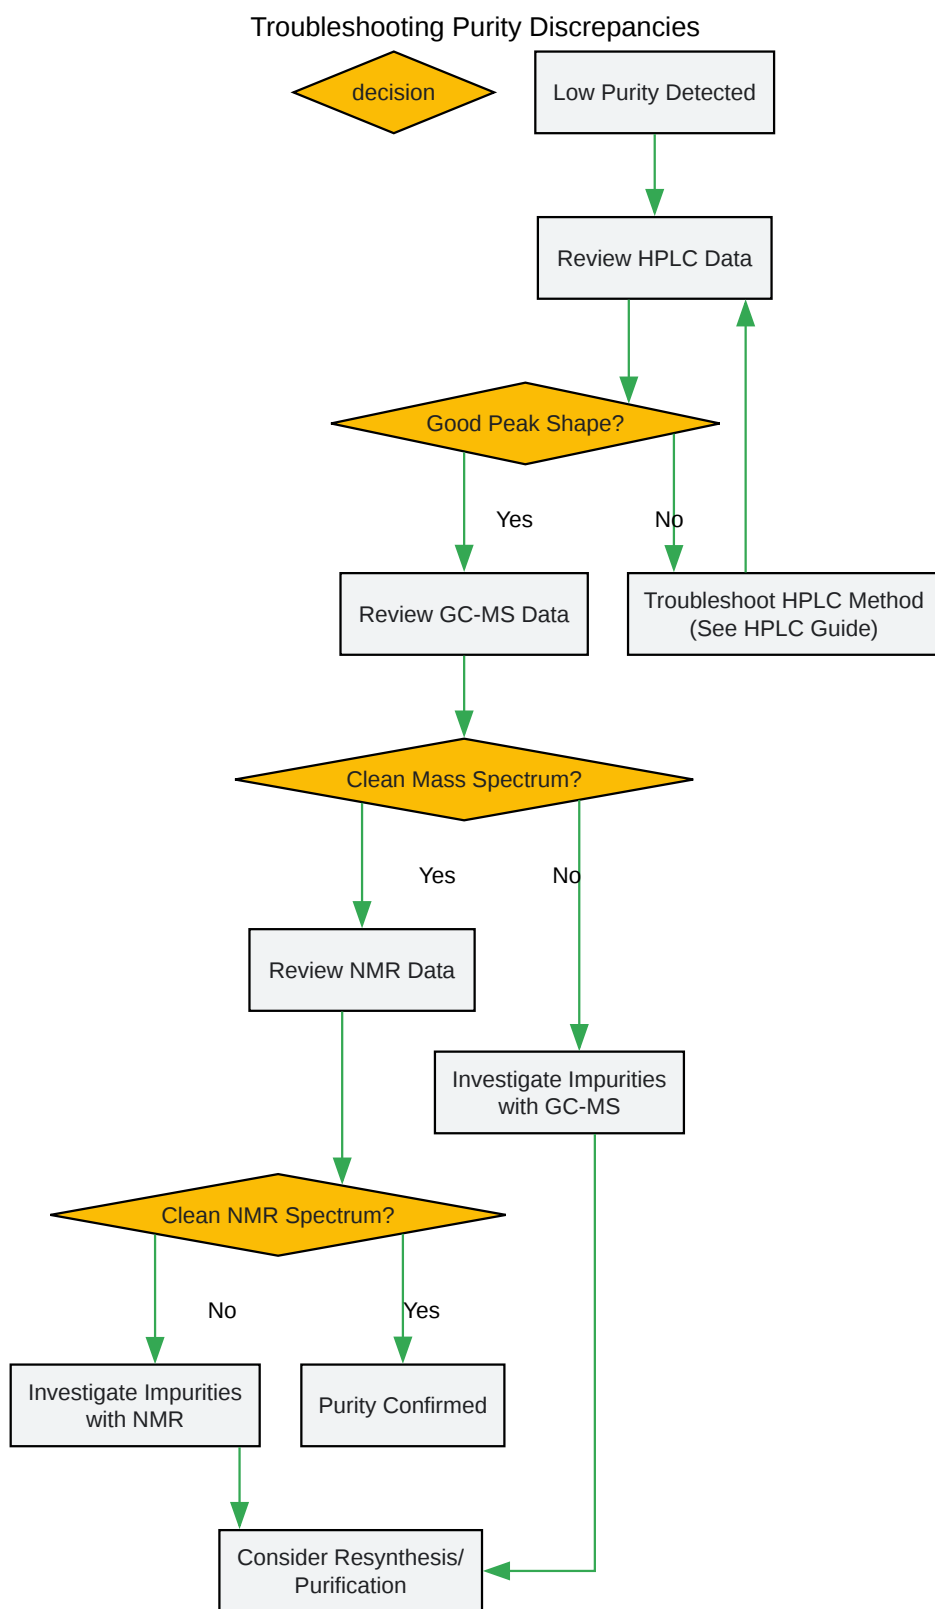 Troubleshooting Purity Discrepancies
decision
Low Purity Detected
Review HPLC Data
Good Peak Shape?
Yes
No
Review GC-MS Data
Troubleshoot HPLC Method
(See HPLC Guide)
Clean Mass Spectrum?
Yes
No
Review NMR Data
Investigate Impurities
with GC-MS
Clean NMR Spectrum?
No
Yes
Investigate Impurities
with NMR
Purity Confirmed
Consider Resynthesis/
Purification